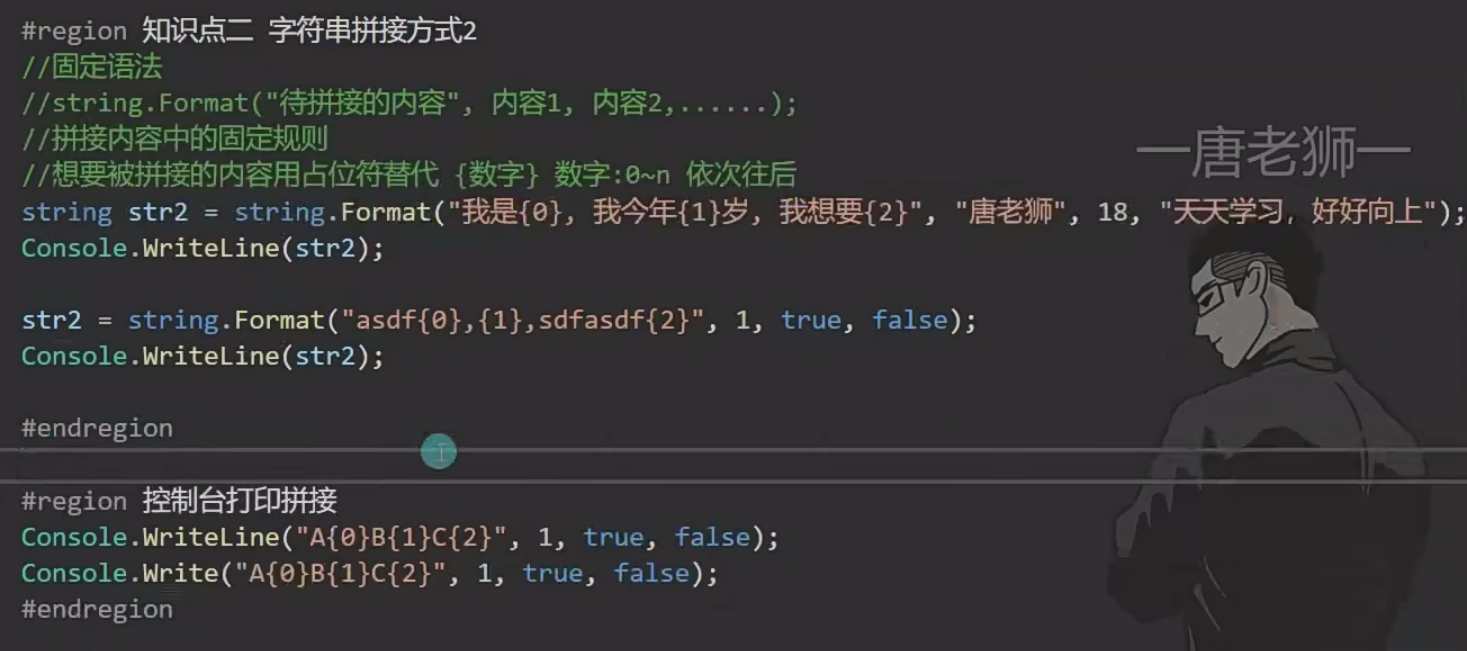 #region 知识点二 字符串拼接方式2
//固定语法
//string.Format("待拼接的内容", 内容1, 内容2,......);
//拼接内容中的固定规则
//想要被拼接的内容用占位符替代 {数字} 数字:0~n 依次往后
—唐老狮—
string str2 = string.Format("我是{0}, 我今年{1}岁, 我想要{2}", "唐老狮", 18, "天天学习，好好向上");
Console.WriteLine(str2);
str2 = string.Format("asdf{0},{1},sdfasdf{2}", 1, true, false);
Console.WriteLine(str2);
#endregion
#region 控制台打印拼接
Console.WriteLine("A{0}B{1}C{2}", 1, true, false);
Console.Write("A{0}B{1}C{2}", 1, true, false);
#endregion